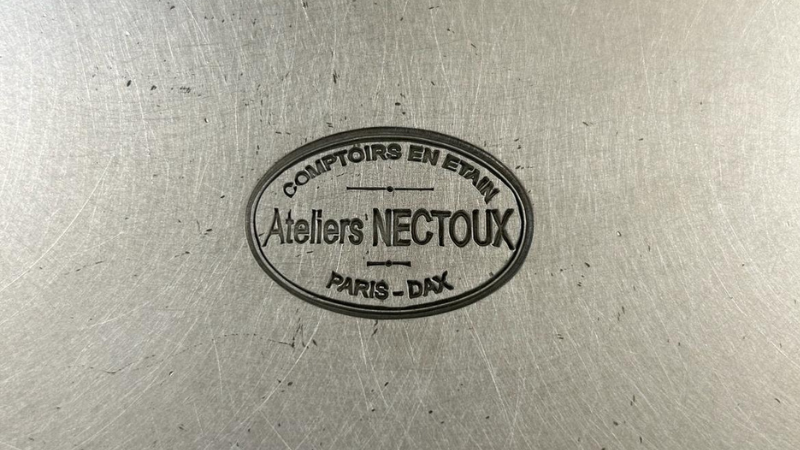 COMPTOIRS EN ETAIN
Ateliers NECTOUX
PARIS - DAX